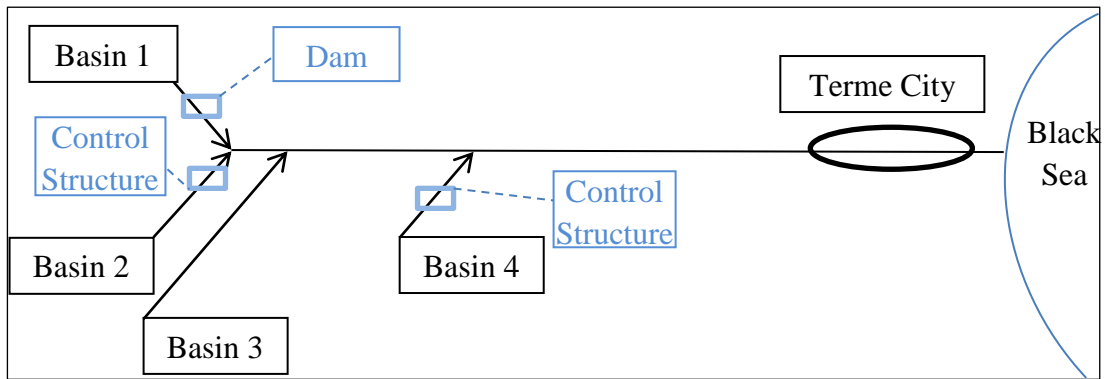 Basin 1
Dam
Terme City
Control
Structure
Black
Sea
Control
Structure
Basin 2
Basin 4
Basin 3